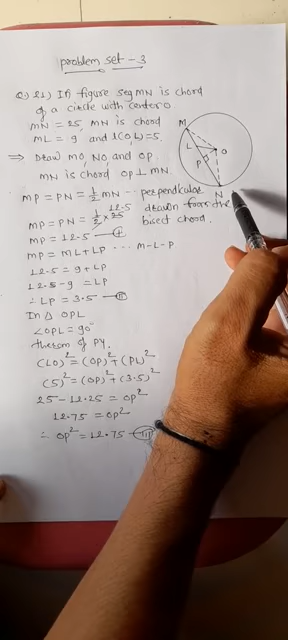 problem set - 3
Q. 21) In figure seg MN is chord
of a circle with center O
MN = 25, MN is chord
ML = 9 and l(O,L)=5.
⇒ Draw MO, NO, and OP.
MN is chord OP ⊥ MN
MP = PN = 1/2 MN -- perpendicular
MP = PN = 1/2 × 25 12.5 drawn from the
MP = 12.5 - I bisect chord.
MP = ML + LP ... M-L-P
12.5 = 9 + LP
12.5 - 9 = LP
∴ LP = 3.5 - II
In △ OPL
∠OPL = 90°
of PY.
(LO)² = (OP)² + (PL)²
(5)² = (OP)² + (3.5)²
25 - 12.25 = OP²
12.75 = OP²
∴ OP² = 12.75 - III
M
L
O
P
N